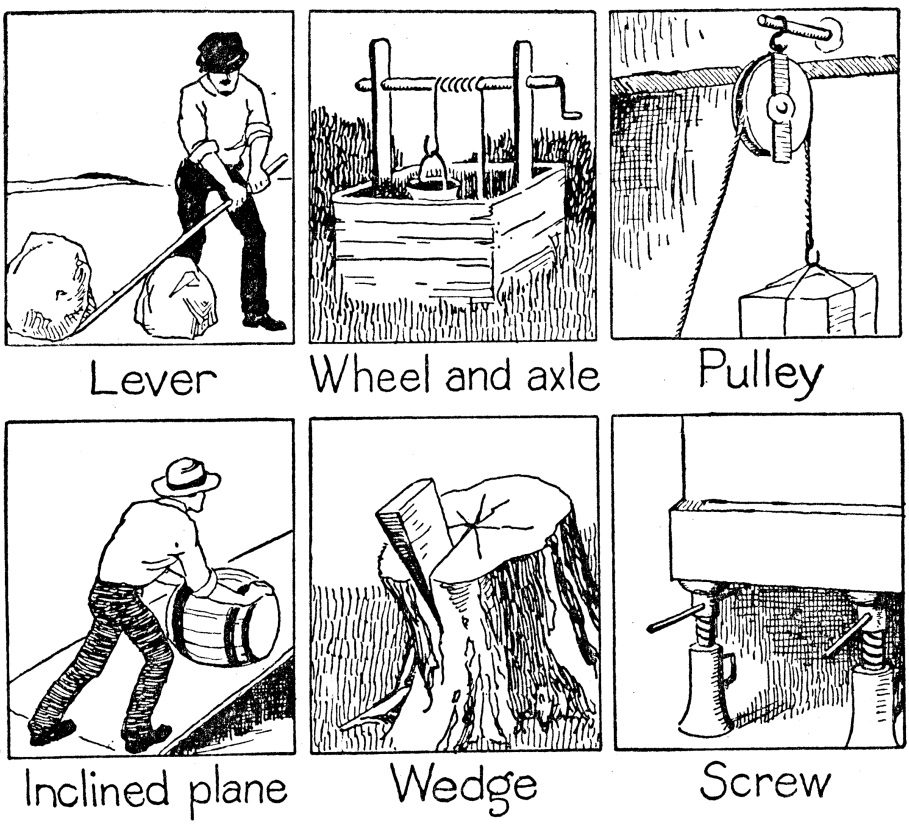 Lever
Wheel and axle
Pulley
Inclined plane
Wedge
Screw